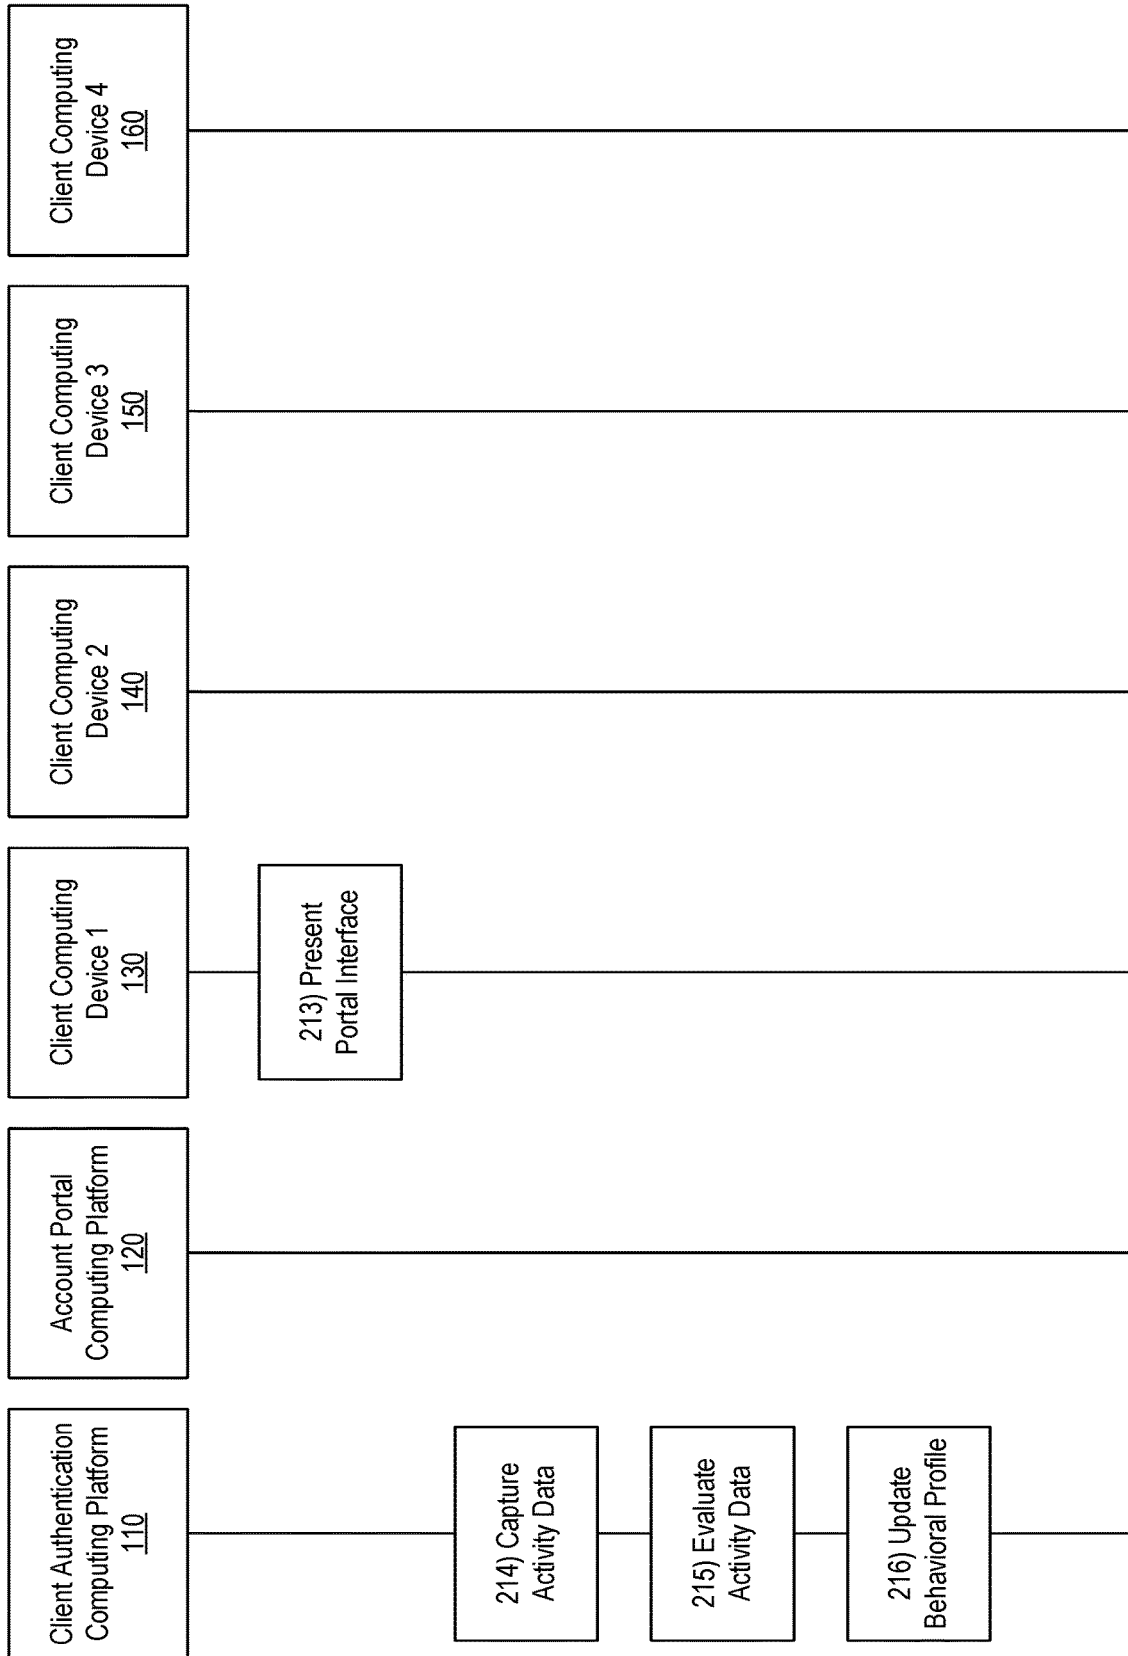 Client Authentication
Computing Platform
110
Account Portal
Computing Platform
120
Client Computing
Device 1
130
Client Computing
Device 2
140
Client Computing
Device 3
150
Client Computing
Device 4
160
213) Present
Portal Interface
214) Capture
Activity Data
215) Evaluate
Activity Data
216) Update
Behavioral Profile